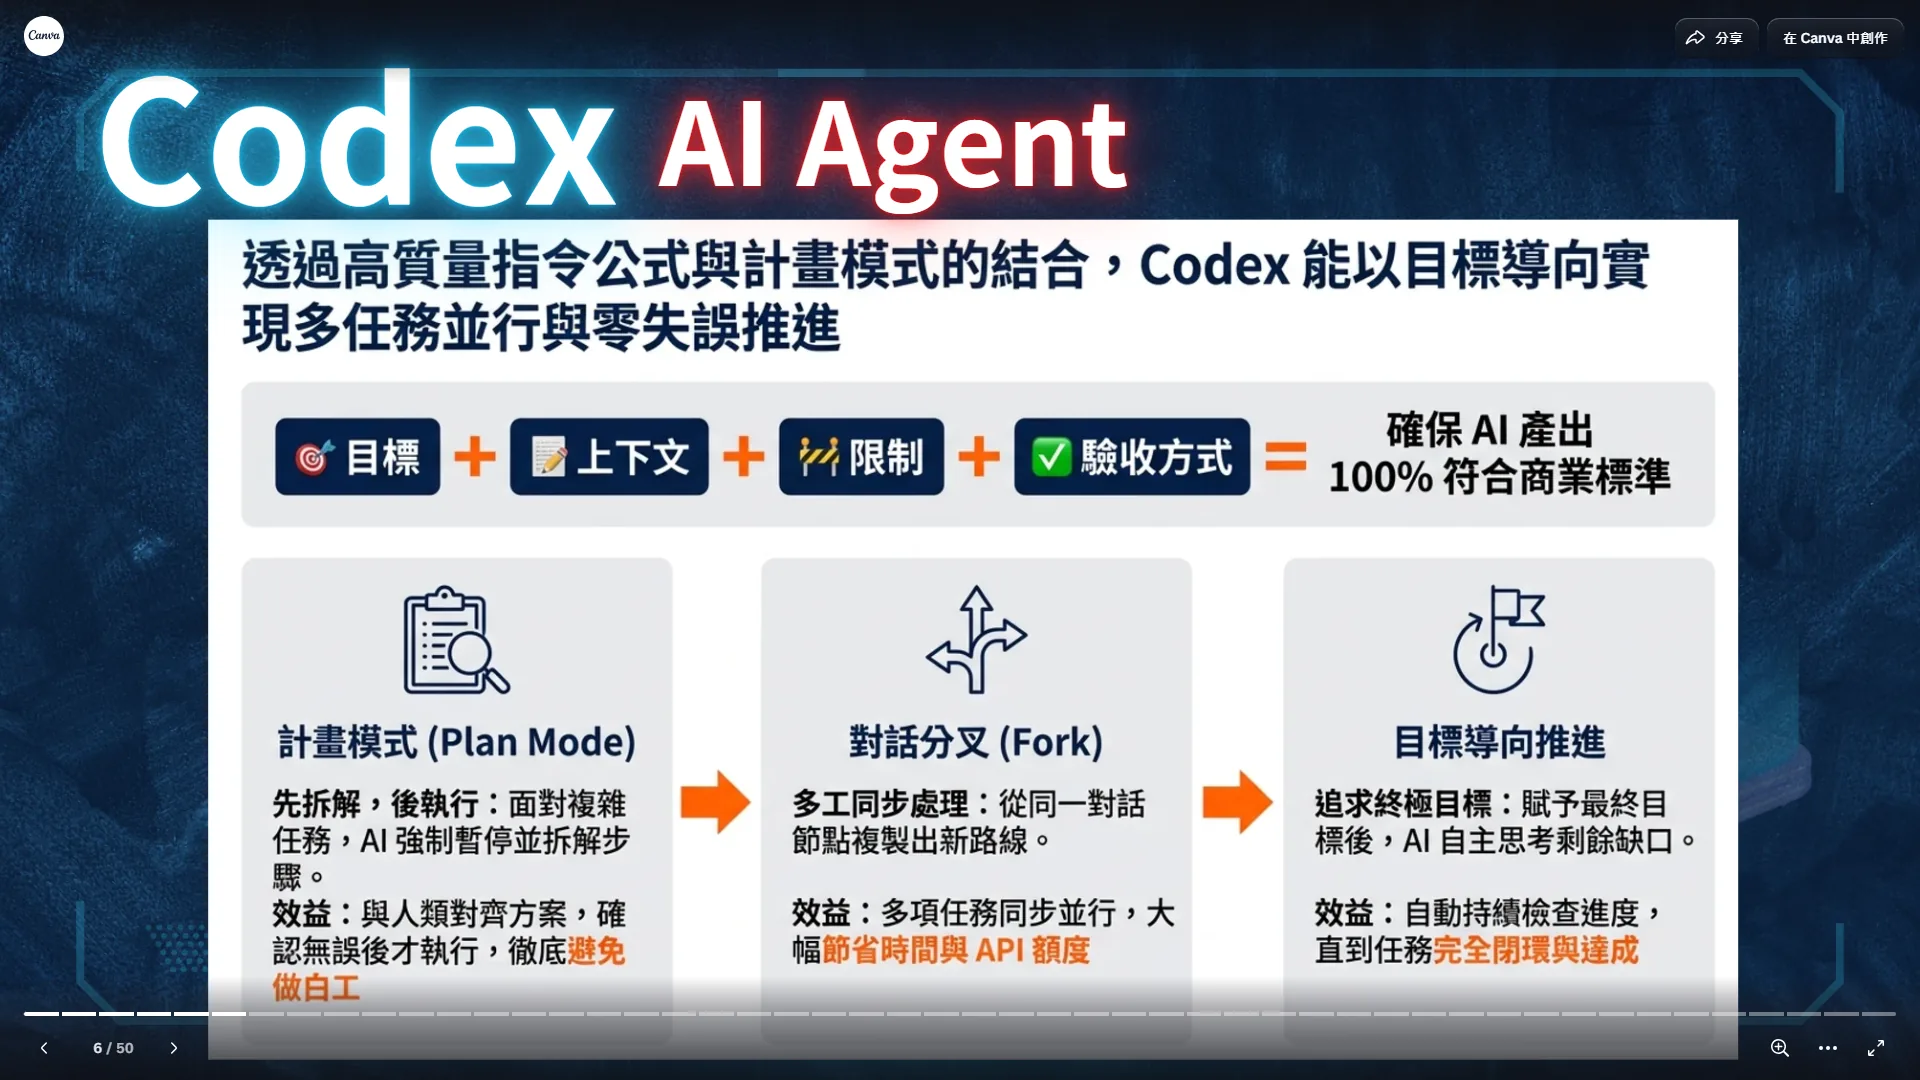 Canva
分享
在 Canva 中創作
Codex AI Agent
透過高質量指令公式與計畫模式的結合，Codex 能以目標導向實
現多任務並行與零失誤推進
目標 + 上下文 + 限制 + 驗收方式 =
確保 AI 產出
100% 符合商業標準
計畫模式 (Plan Mode)
先拆解，後執行：面對複雜
任務，AI 強制暫停並拆解步
驟。
效益：與人類對齊方案，確
認無誤後才執行，徹底避免
做白工
對話分叉 (Fork)
多工同步處理：從同一對話
節點複製出新路線。
效益：多項任務同步並行，大
幅節省時間與 API 額度
目標導向推進
追求終極目標：賦予最終目
標後，AI 自主思考剩餘缺口。
效益：自動持續檢查進度，
直到任務完全閉環與達成
6 / 50